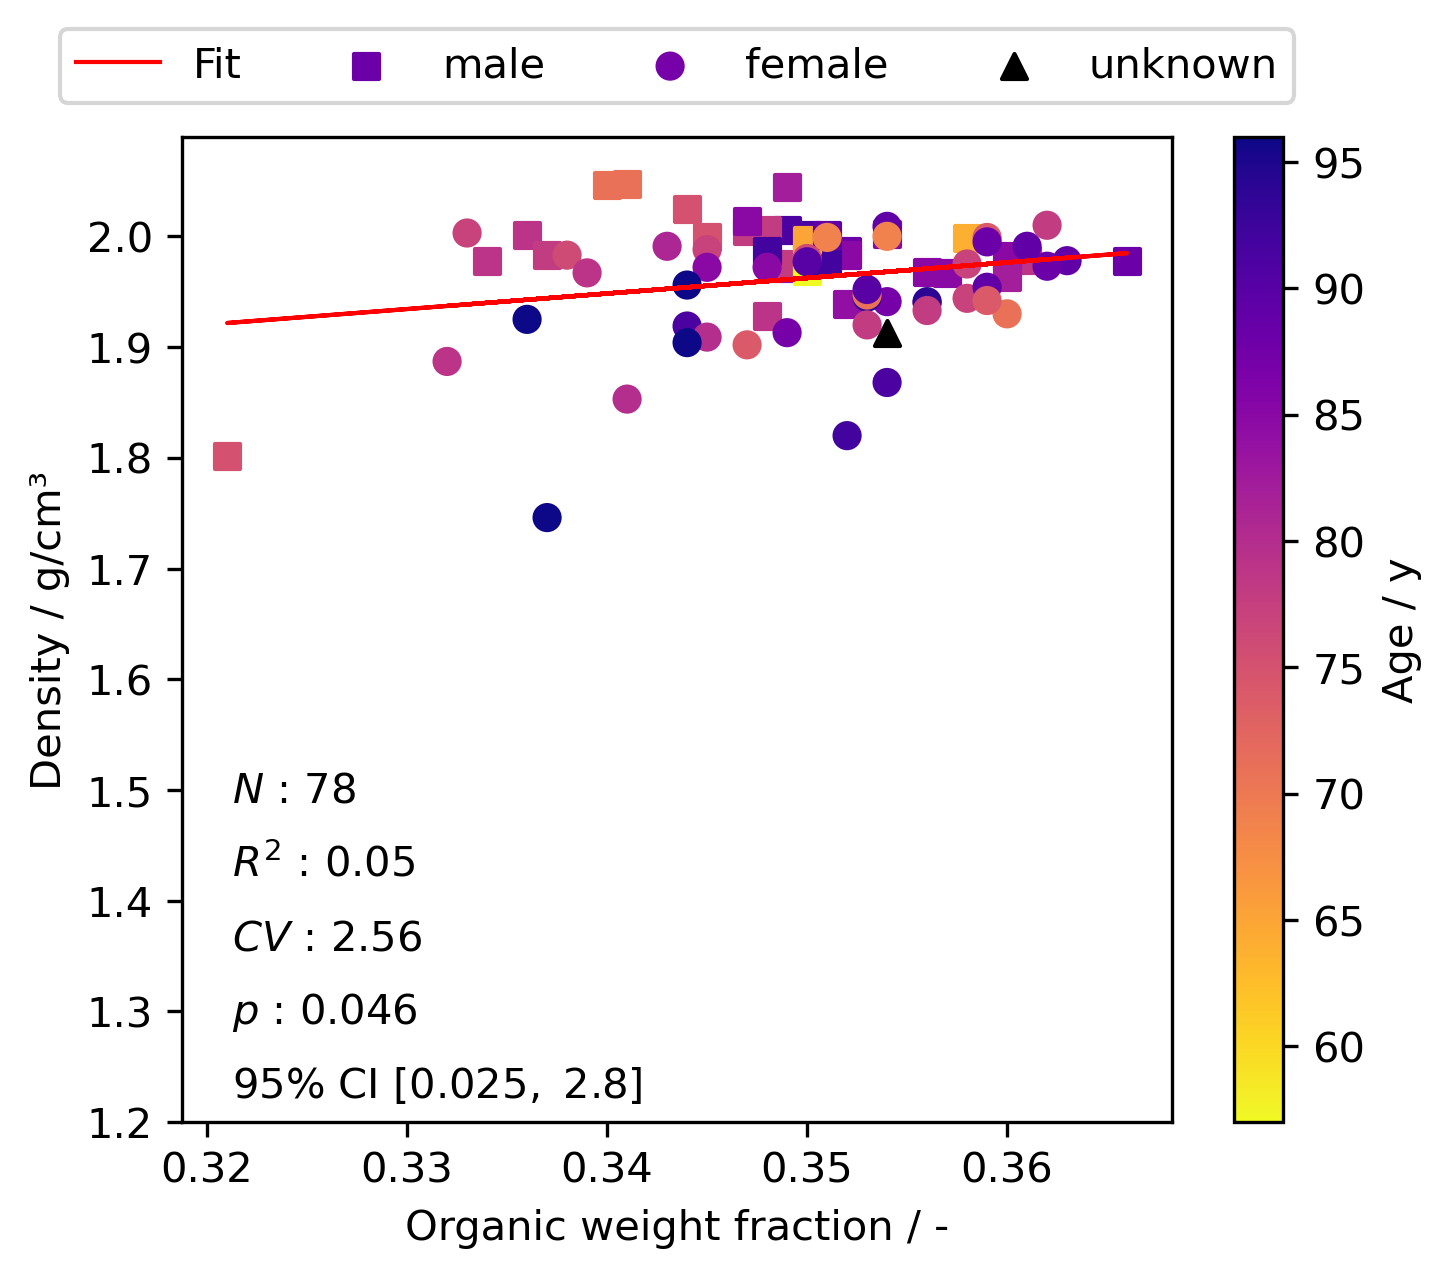 Fit male female unknown
2.0
1.9
1.8
1.7
1.6
1.5
1.4
1.3
1.2
Density / g/cm³
N : 78
R² : 0.05
CV : 2.56
p : 0.046
95% CI [0.025, 2.8]
0.32 0.33 0.34 0.35 0.36
Organic weight fraction / -
95
90
85
80
75
70
65
60
Age / y